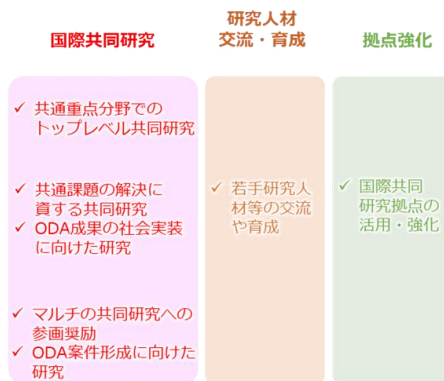 国際共同研究
研究人材
交流・育成
拠点強化
✓ 共通重点分野での
トップレベル共同研究
✓ 共通課題の解決に
資する共同研究
✓ ODA成果の社会実装
に向けた研究
✓ マルチの共同研究への
参画奨励
✓ ODA案件形成に向けた
研究
✓ 若手研究人
材等の交流
や育成
✓ 国際共同
研究拠点の
活用・強化